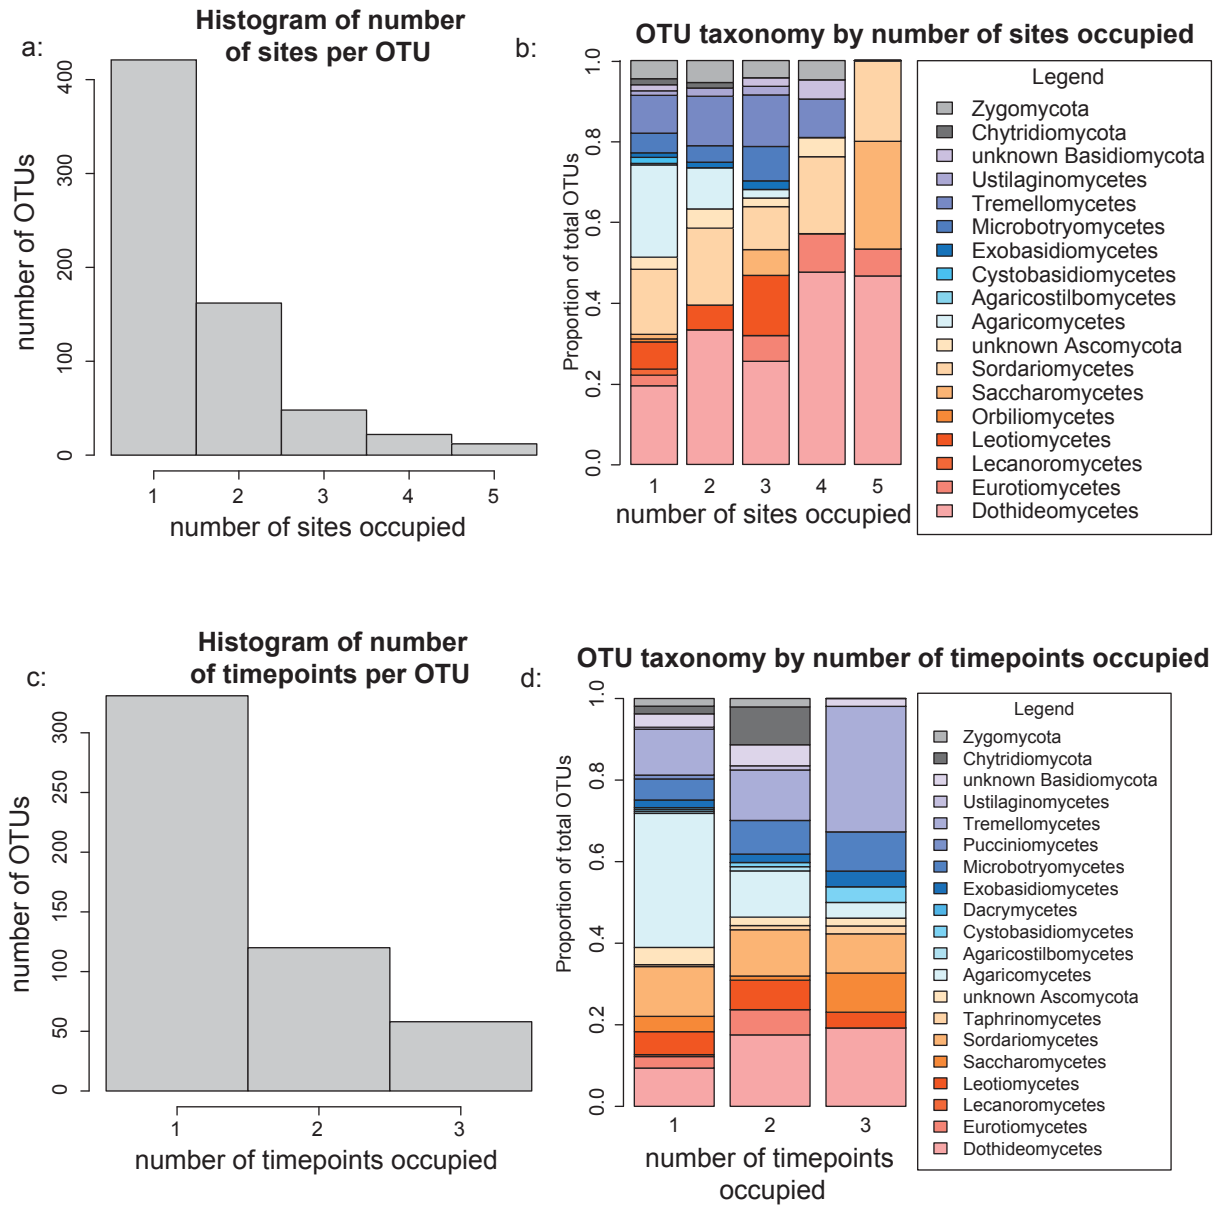 a:
Histogram of number
of sites per OTU
number of OTUs
0
100
200
300
400
1
2
3
4
5
number of sites occupied
b:
OTU taxonomy by number of sites occupied
Proportion of total OTUs
0.0
0.2
0.4
0.6
0.8
1.0
1
2
3
4
5
number of sites occupied
Legend
Zygomycota
Chytridiomycota
unknown Basidiomycota
Ustilaginomycetes
Tremellomycetes
Microbotryomycetes
Exobasidiomycetes
Cystobasidiomycetes
Agaricostilbomycetes
Agaricomycetes
unknown Ascomycota
Sordariomycetes
Saccharomycetes
Orbiliomycetes
Leotiomycetes
Lecanoromycetes
Eurotiomycetes
Dothideomycetes
c:
Histogram of number
of timepoints per OTU
number of OTUs
0
50
100
150
200
250
300
1
2
3
number of timepoints occupied
d:
OTU taxonomy by number of timepoints occupied
Proportion of total OTUs
0.0
0.2
0.4
0.6
0.8
1.0
1
2
3
number of timepoints
occupied
Legend
Zygomycota
Chytridiomycota
unknown Basidiomycota
Ustilaginomycetes
Tremellomycetes
Pucciniomycetes
Microbotryomycetes
Exobasidiomycetes
Dacrymycetes
Cystobasidiomycetes
Agaricostilbomycetes
Agaricomycetes
unknown Ascomycota
Taphrinomycetes
Sordariomycetes
Saccharomycetes
Leotiomycetes
Lecanoromycetes
Eurotiomycetes
Dothideomycetes